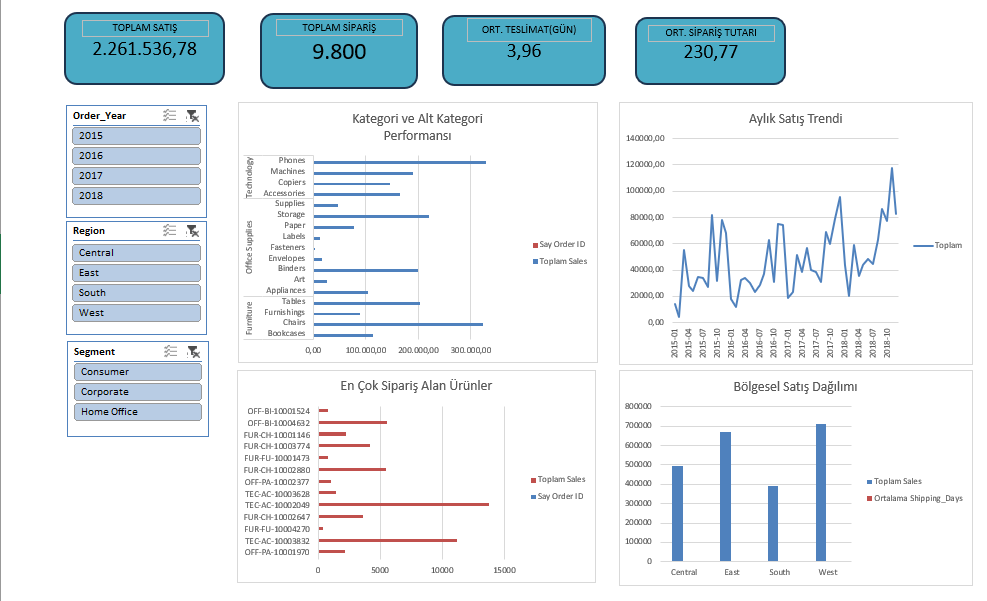 TOPLAM SATIŞ
2.261.536,78
TOPLAM SİPARİŞ
9.800
ORT. TESLİMAT(GÜN)
3,96
ORT. SİPARİŞ TUTARI
230,77
Order_Year
2015
2016
2017
2018
Region
Central
East
South
West
Segment
Consumer
Corporate
Home Office
Kategori ve Alt Kategori
Performansı
Technology
Phones
Machines
Copiers
Accessories
Office Supplies
Supplies
Storage
Paper
Labels
Fasteners
Envelopes
Binders
Art
Appliances
Furniture
Tables
Furnishings
Chairs
Bookcases
0,00
100.000,00
200.000,00
300.000,00
Say Order ID
Toplam Sales
Aylık Satış Trendi
140000,00
120000,00
100000,00
80000,00
60000,00
40000,00
20000,00
0,00
2015-01
2015-04
2015-07
2015-10
2016-01
2016-04
2016-07
2016-10
2017-01
2017-04
2017-07
2017-10
2018-01
2018-04
2018-07
2018-10
Toplam
En Çok Sipariş Alan Ürünler
OFF-BI-10001524
OFF-BI-10004632
FUR-CH-10001146
FUR-CH-10003774
FUR-FU-10001473
FUR-CH-10002880
OFF-PA-10002377
TEC-AC-10003628
TEC-AC-10002049
FUR-CH-10002647
FUR-FU-10004270
TEC-AC-10003832
OFF-PA-10001970
0
5000
10000
15000
Toplam Sales
Say Order ID
Bölgesel Satış Dağılımı
800000
700000
600000
500000
400000
300000
200000
100000
0
Central
East
South
West
Toplam Sales
Ortalama Shipping_Days